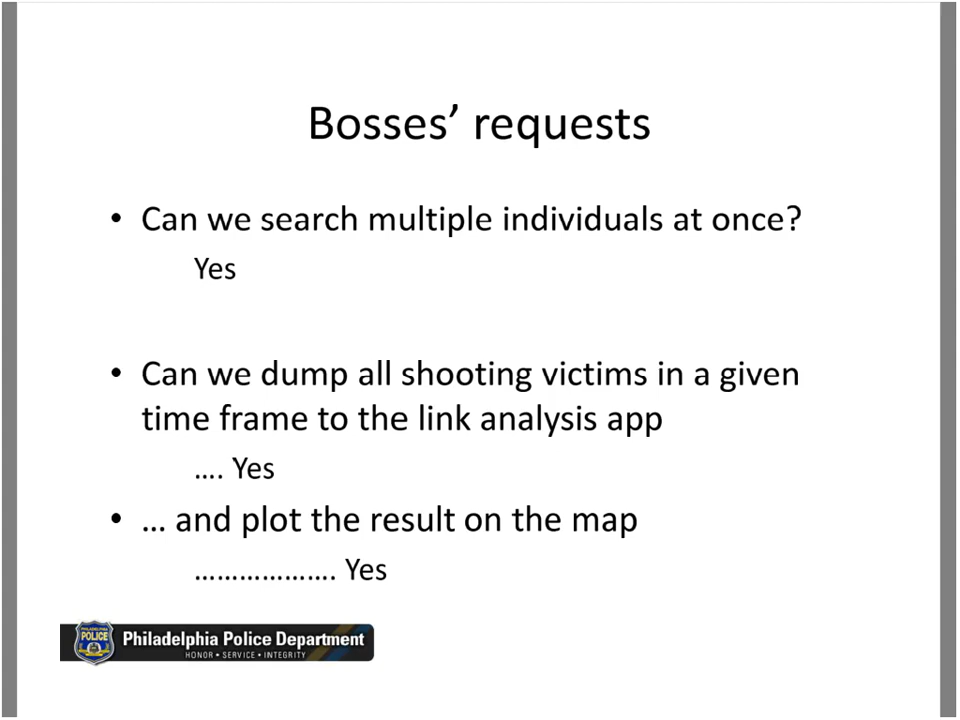 Bosses’ requests
• Can we search multiple individuals at once?
Yes
• Can we dump all shooting victims in a given
time frame to the link analysis app
…. Yes
• … and plot the result on the map
………………. Yes
PHILADELPHIA
POLICE
Philadelphia Police Department
HONOR • SERVICE • INTEGRITY